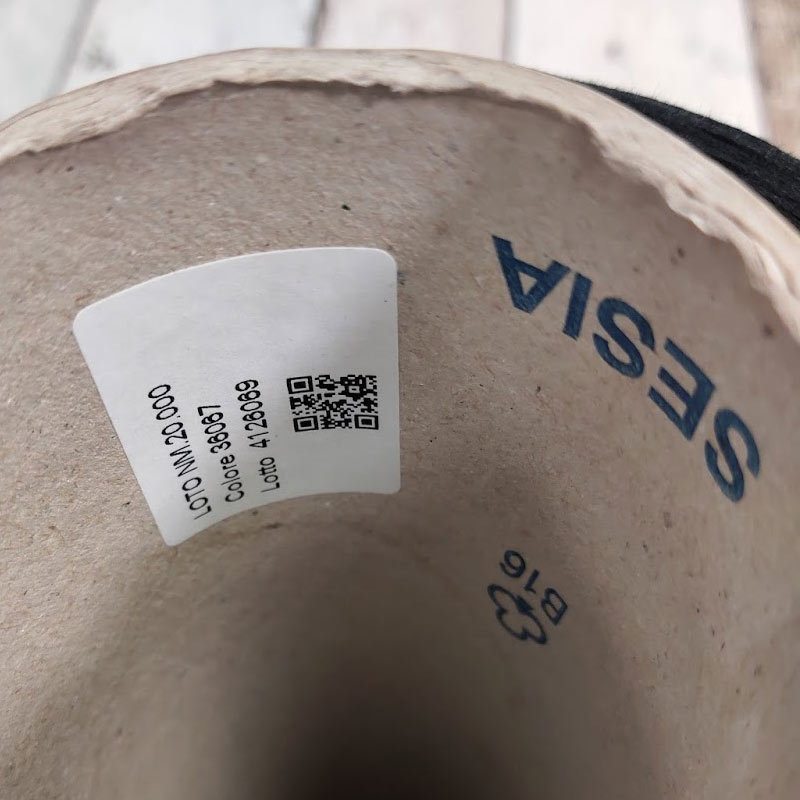 LOTO NM.20 000
Colore 36067
Lotto 4126069
SESIA
B16